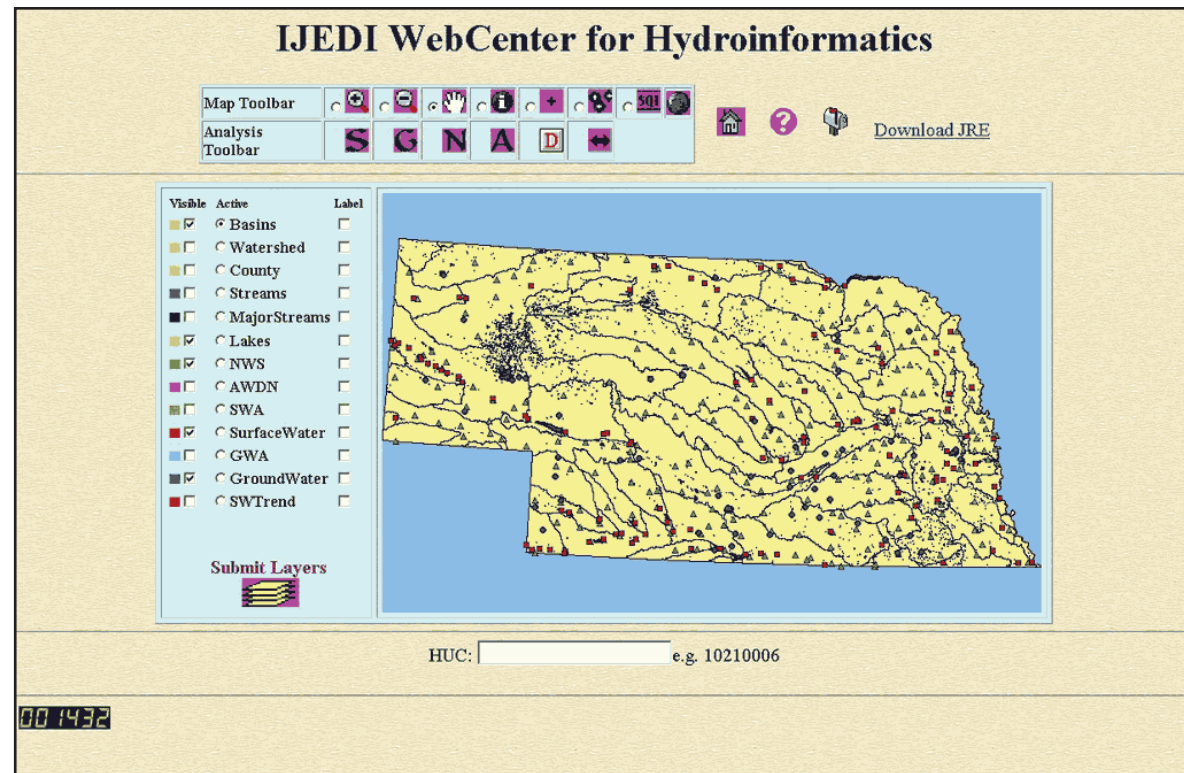 IJEDI WebCenter for Hydroinformatics
Map Toolbar
SQL
Analysis
Toolbar
S G N A D
Download JRE
Visible Active Label
Basins
Watershed
County
Streams
MajorStreams
Lakes
NWS
AWDN
SWA
SurfaceWater
GWA
GroundWater
SWTrend
Submit Layers
HUC: e.g. 10210006
001432